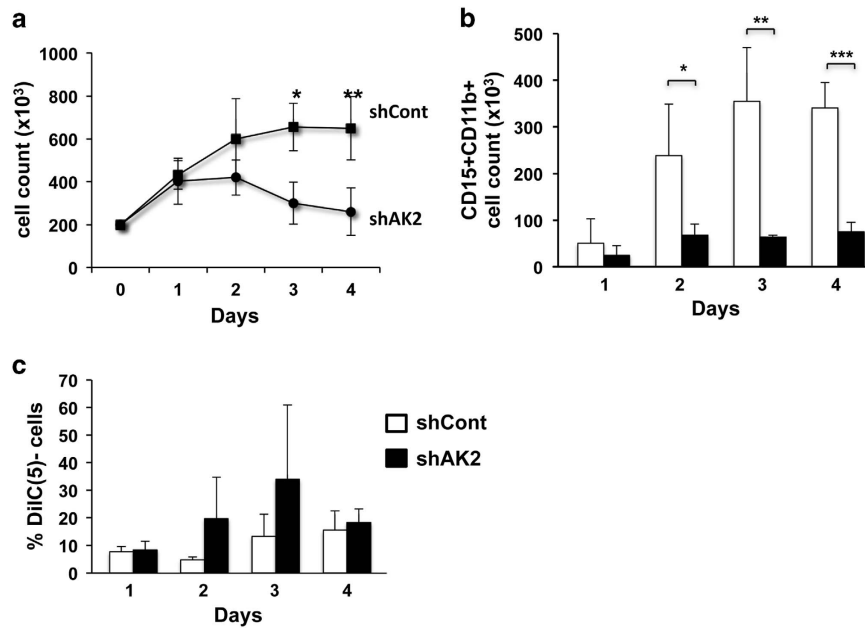 a
cell count (x10³)
1000
800
600
400
200
0
*
**
shCont
shAK2
0 1 2 3 4
Days
b
CD15+CD11b+
cell count (x10³)
500
400
300
200
100
0
*
**
***
1 2 3 4
Days
c
% DilC(5)- cells
70
60
50
40
30
20
10
0
1 2 3 4
Days
shCont
shAK2